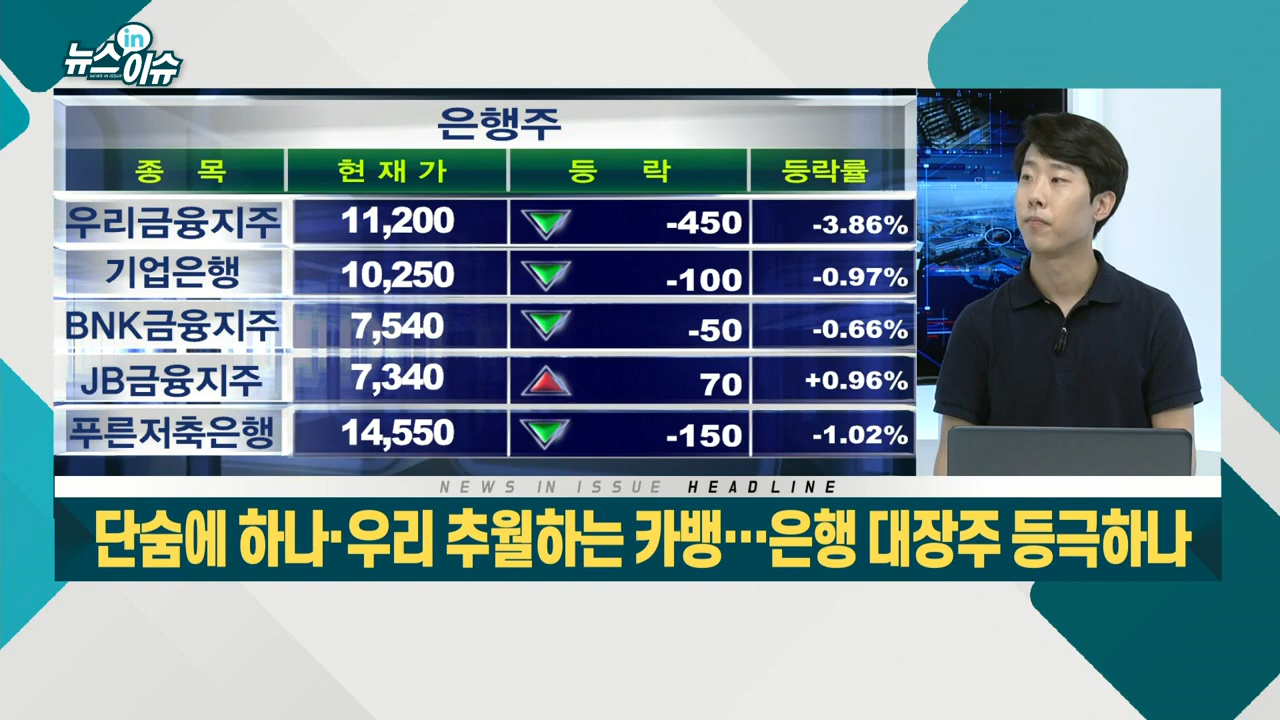 뉴스in이슈
NEWS IN ISSUE
은행주
종 목 현 재 가 등 락 등락률
우리금융지주 11,200 ▼ -450 -3.86%
기업은행 10,250 ▼ -100 -0.97%
BNK금융지주 7,540 ▼ -50 -0.66%
JB금융지주 7,340 ▲ 70 +0.96%
푸른저축은행 14,550 ▼ -150 -1.02%
NEWS IN ISSUE HEADLINE
단숨에 하나·우리 추월하는 카뱅…은행 대장주 등극하나